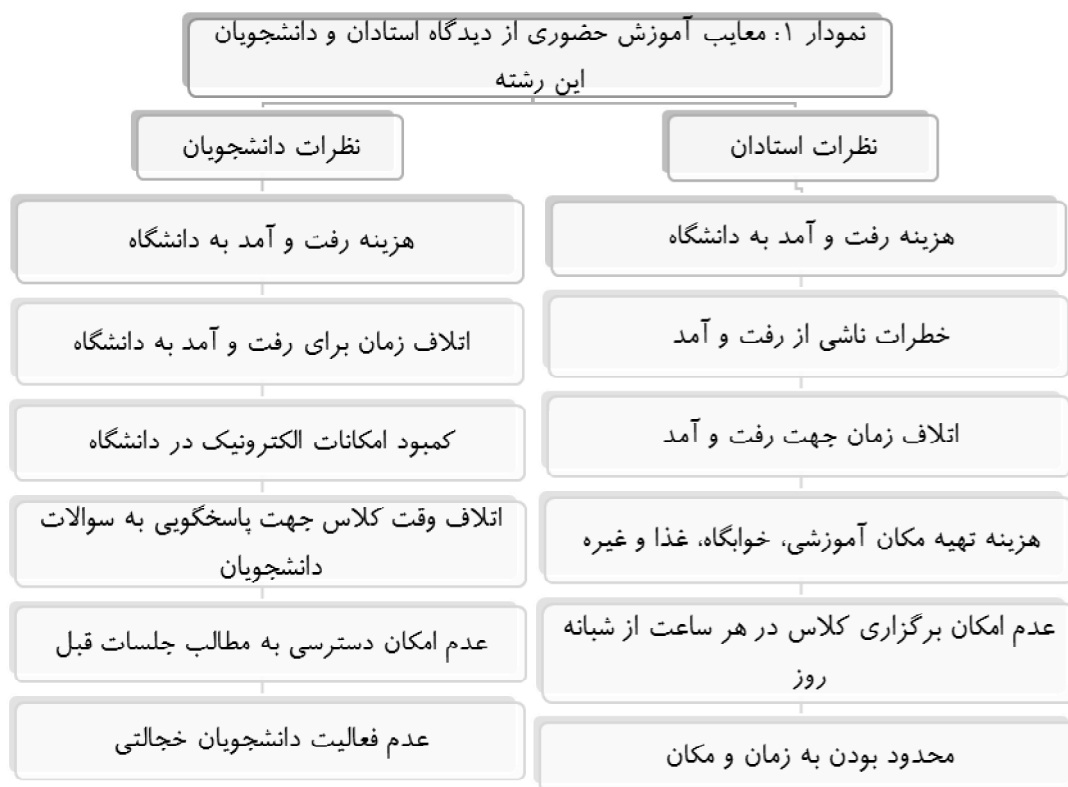 نمودار ۱: معایب آموزش حضوری از دیدگاه استادان و دانشجویان
این رشته
نظرات استادان
هزینه رفت و آمد به دانشگاه
خطرات ناشی از رفت و آمد
اتلاف زمان جهت رفت و آمد
هزینه تهیه مکان آموزشی، خوابگاه، غذا و غیره
عدم امکان برگزاری کلاس در هر ساعت از شبانه
روز
محدود بودن به زمان و مکان
نظرات دانشجویان
هزینه رفت و آمد به دانشگاه
اتلاف زمان برای رفت و آمد به دانشگاه
کمبود امکانات الکترونیک در دانشگاه
اتلاف وقت کلاس جهت پاسخگویی به سوالات
دانشجویان
عدم امکان دسترسی به مطالب جلسات قبل
عدم فعالیت دانشجویان خجالتی